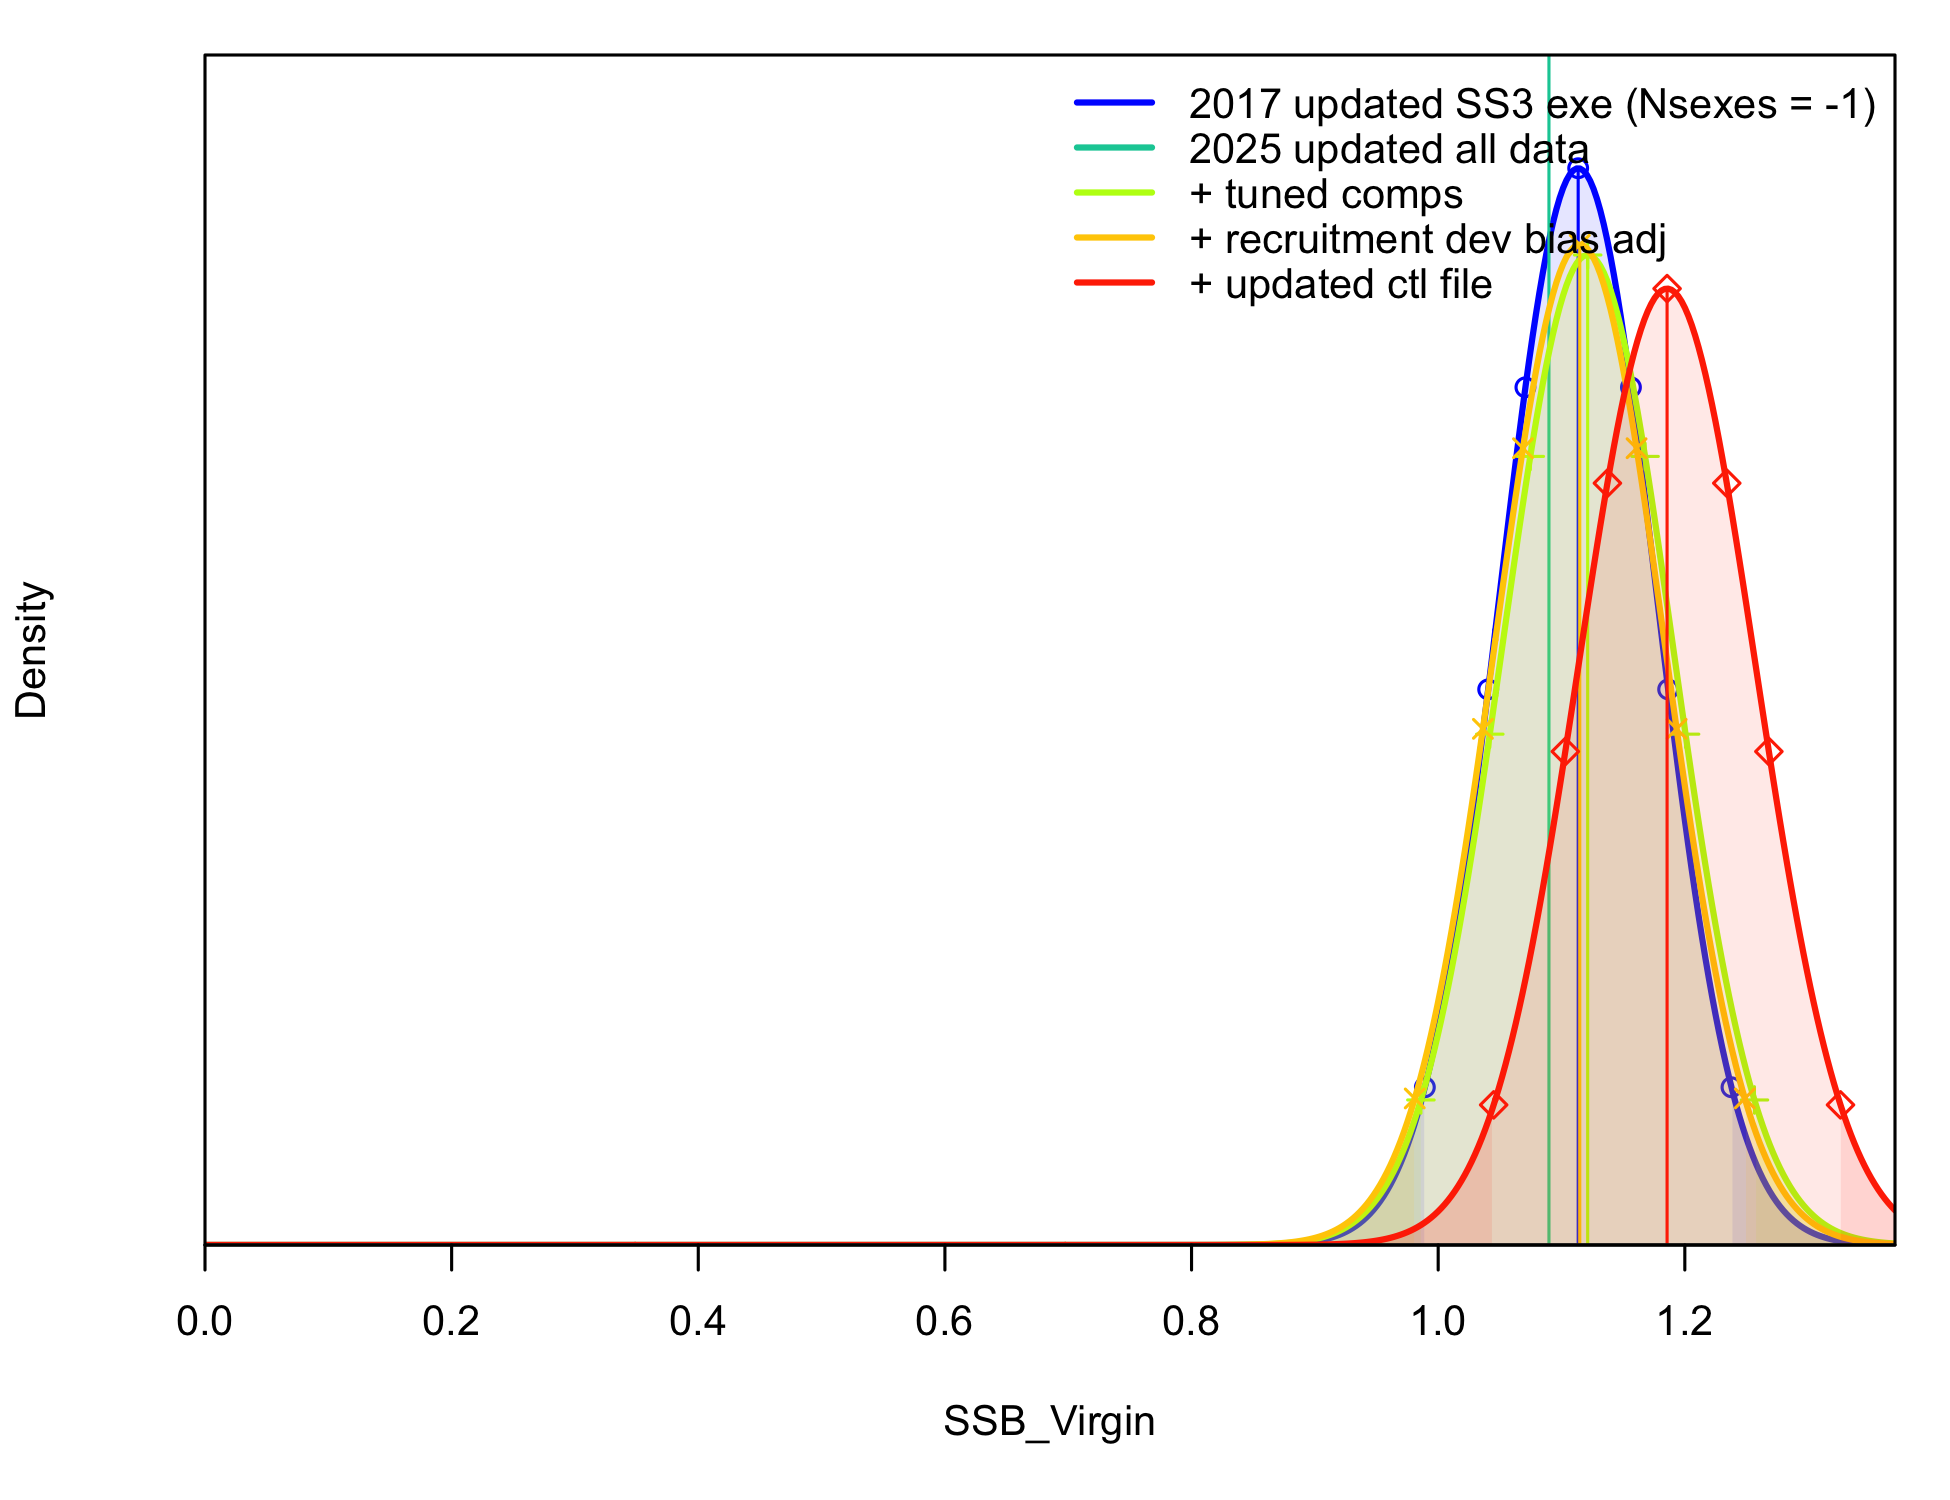 2017 updated SS3 exe (Nsexes = -1)
2025 updated all data
+ tuned comps
+ recruitment dev bias adj
+ updated ctl file
Density
0.0 0.2 0.4 0.6 0.8 1.0 1.2
SSB_Virgin